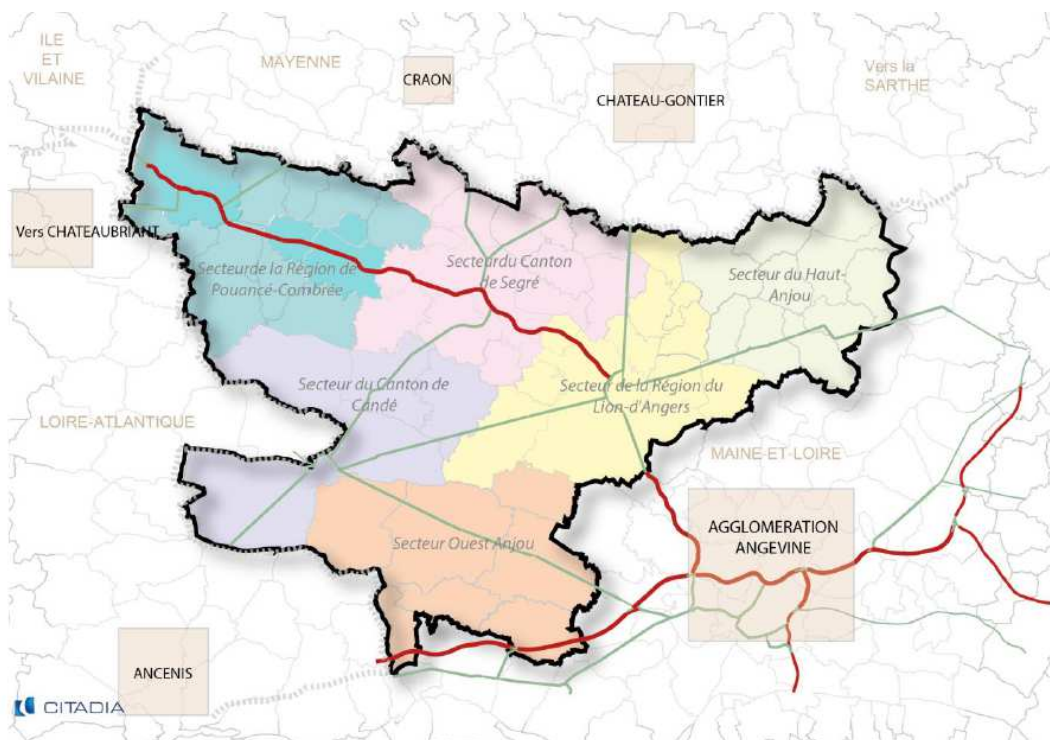 ILE
ET
VILAINE
MAYENNE
CRAON
CHATEAU-GONTIER
Vers la
SARTHE
Vers CHATEAUBRIANT
Secteurde la Région de
Pouancé-Combrée
Secteurdu Canton
de Segré
Secteur du Haut-
Anjou
Secteur du Canton de
Candé
Secteur de la Région du
Lion-d'Angers
LOIRE-ATLANTIQUE
MAINE-ET-LOIRE
Secteur Ouest Anjou
AGGLOMERATION
ANGEVINE
ANCENIS
CITADIA